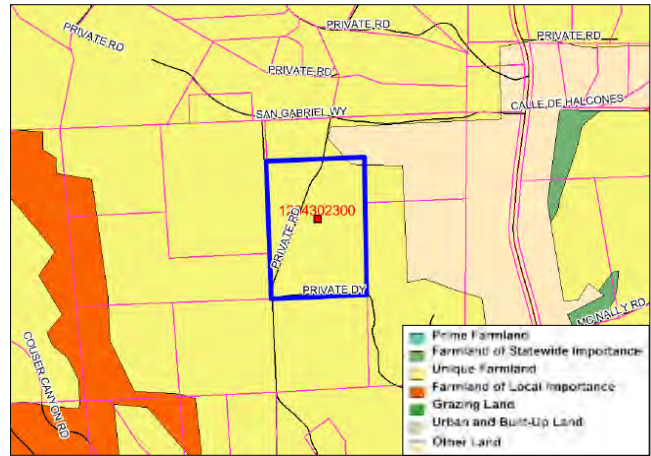 PRIVATE RD
PRIVATE RD
PRIVATE RD
SAN GABRIEL WY
CALLE DE HALCONES
PRIVATE RD
PRIVATE DY
MC NALLY RD
COUSER CANYON RD
Prime Farmland
Farmland of Statewide Importance
Unique Farmland
Farmland of Local Importance
Grazing Land
Urban and Built-Up Land
Other Land